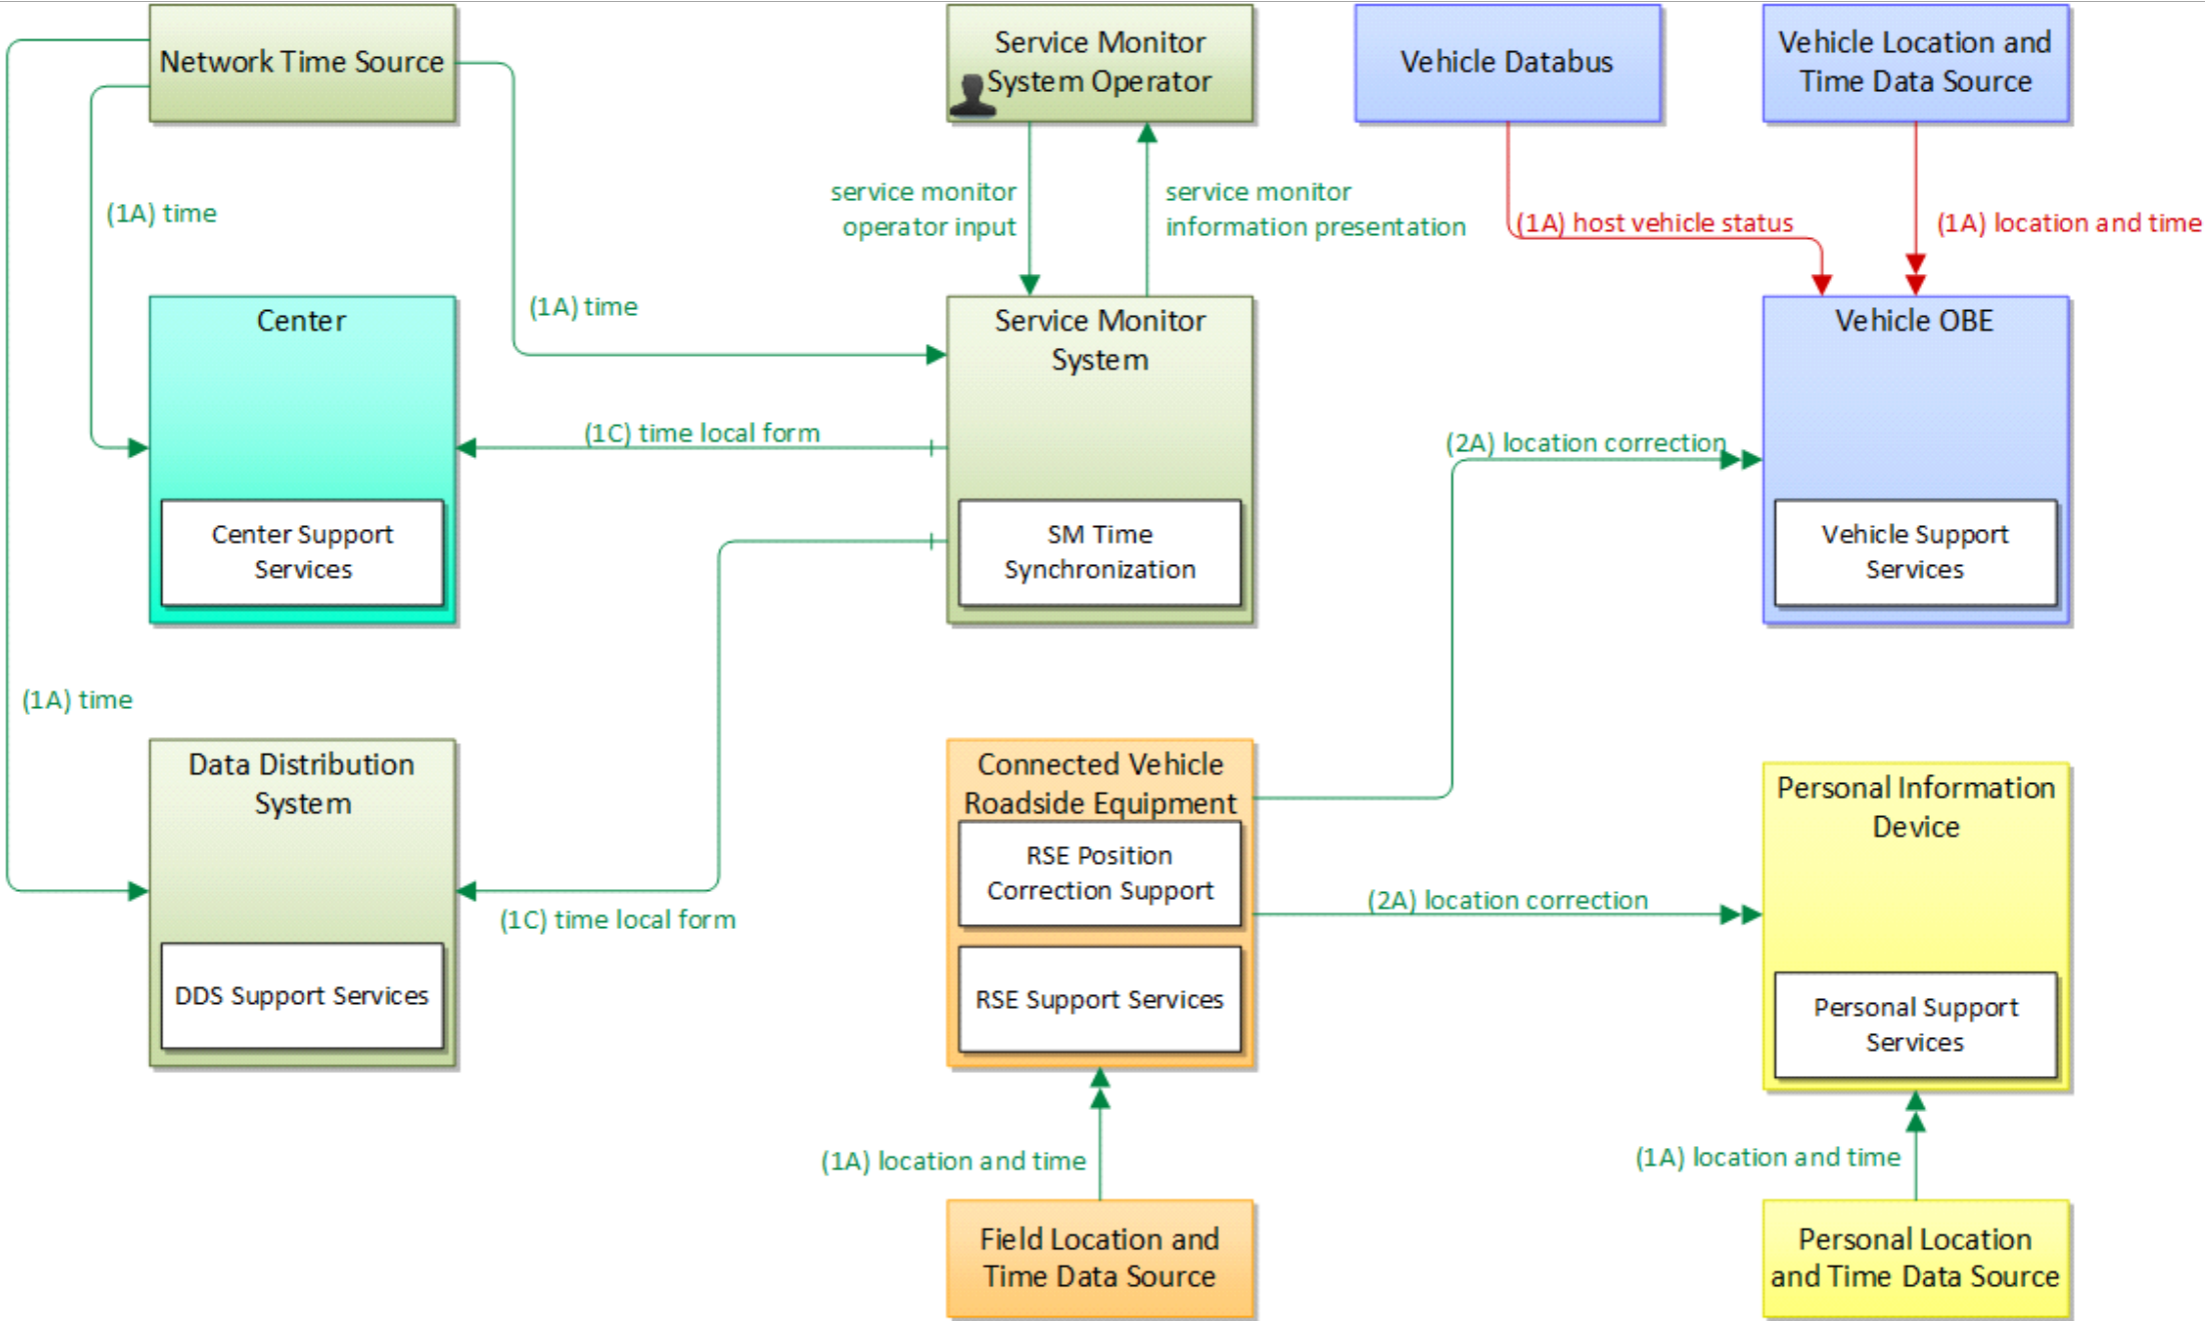 Network Time Source
Service Monitor
System Operator
Vehicle Databus
Vehicle Location and
Time Data Source
(1A) time
service monitor
operator input
service monitor
information presentation
(1A) host vehicle status
(1A) location and time
(1A) time
Center
Service Monitor
System
Vehicle OBE
(1C) time local form
(2A) location correction
Center Support
Services
SM Time
Synchronization
Vehicle Support
Services
(1A) time
Data Distribution
System
Connected Vehicle
Roadside Equipment
Personal Information
Device
RSE Position
Correction Support
(2A) location correction
(1C) time local form
DDS Support Services
RSE Support Services
Personal Support
Services
(1A) location and time
(1A) location and time
Field Location and
Time Data Source
Personal Location
and Time Data Source